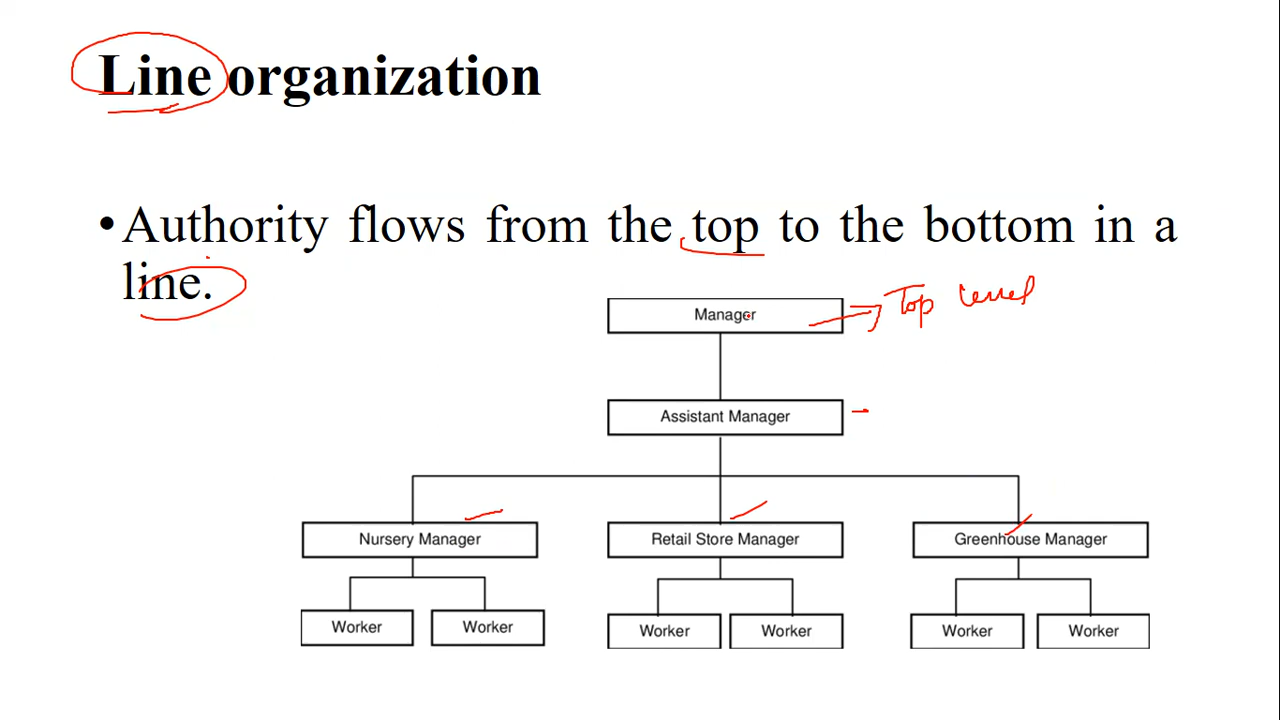 Line organization
•Authority flows from the top to the bottom in a
line.
Manager
Top level
Assistant Manager
Nursery Manager
Retail Store Manager
Greenhouse Manager
Worker
Worker
Worker
Worker
Worker
Worker